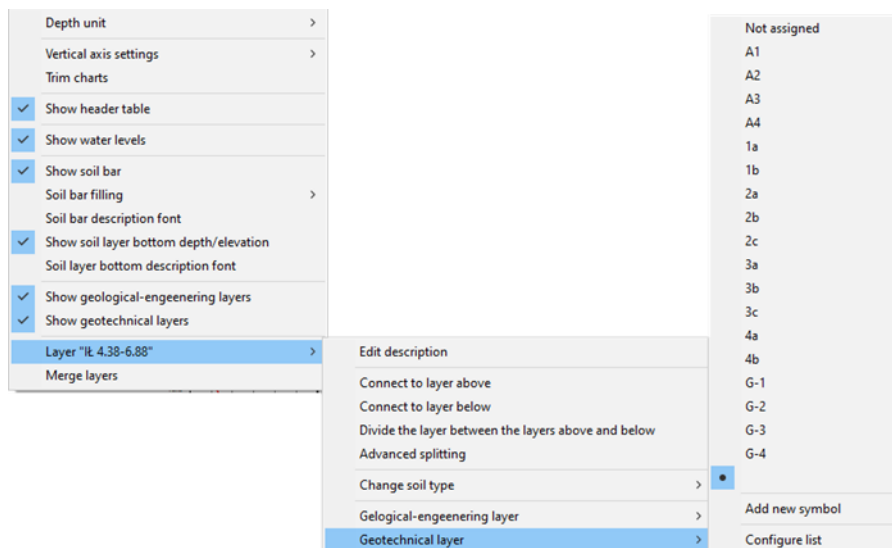 Depth unit
Vertical axis settings
Trim charts
Show header table
Show water levels
Show soil bar
Soil bar filling
Soil bar description font
Show soil layer bottom depth/elevation
Soil layer bottom description font
Show geological-engeenering layers
Show geotechnical layers
Layer "IŁ 4.38-6.88"
Merge layers
Edit description
Connect to layer above
Connect to layer below
Divide the layer between the layers above and below
Advanced splitting
Change soil type
Gelogical-engeenering layer
Geotechnical layer
Not assigned
A1
A2
A3
A4
1a
1b
2a
2b
2c
3a
3b
3c
4a
4b
G-1
G-2
G-3
G-4
Add new symbol
Configure list